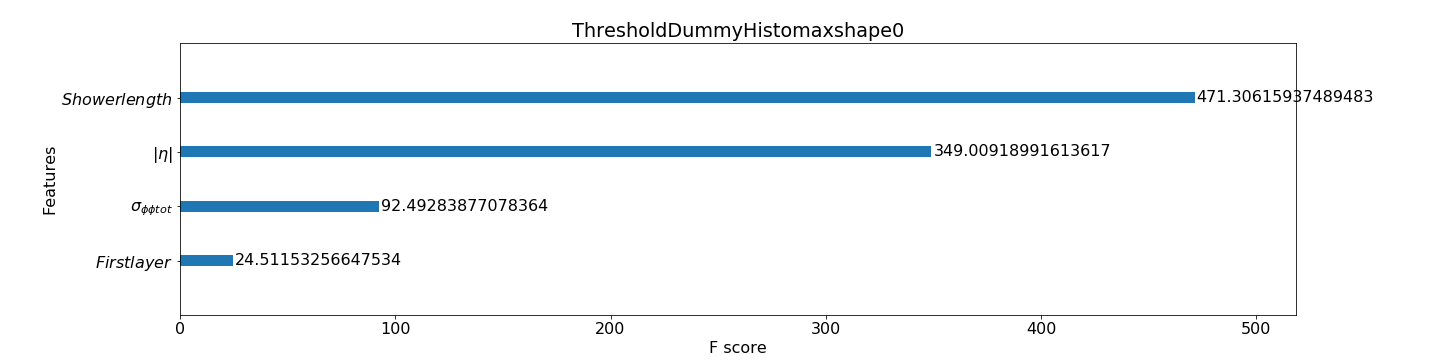 ThresholdDummyHistomaxshape0
Showerlength 471.30615937489483
|η| 349.00918991613617
σϕϕtot 92.49283877078364
Firstlayer 24.51153256647534
Features
0 100 200 300 400 500
F score